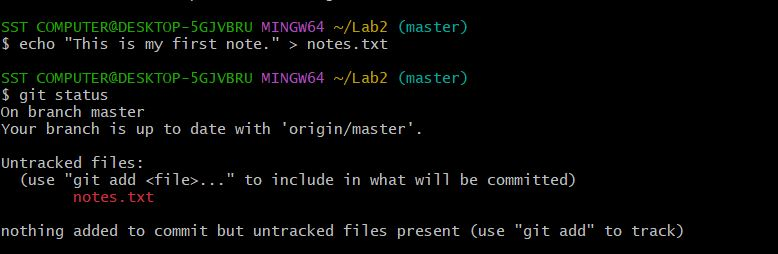 SST COMPUTER@DESKTOP-5GJVBRU MINGW64 ~/Lab2 (master)
$ echo "This is my first note." > notes.txt
SST COMPUTER@DESKTOP-5GJVBRU MINGW64 ~/Lab2 (master)
$ git status
On branch master
Your branch is up to date with 'origin/master'.
Untracked files:
  (use "git add <file>..." to include in what will be committed)
        notes.txt
nothing added to commit but untracked files present (use "git add" to track)